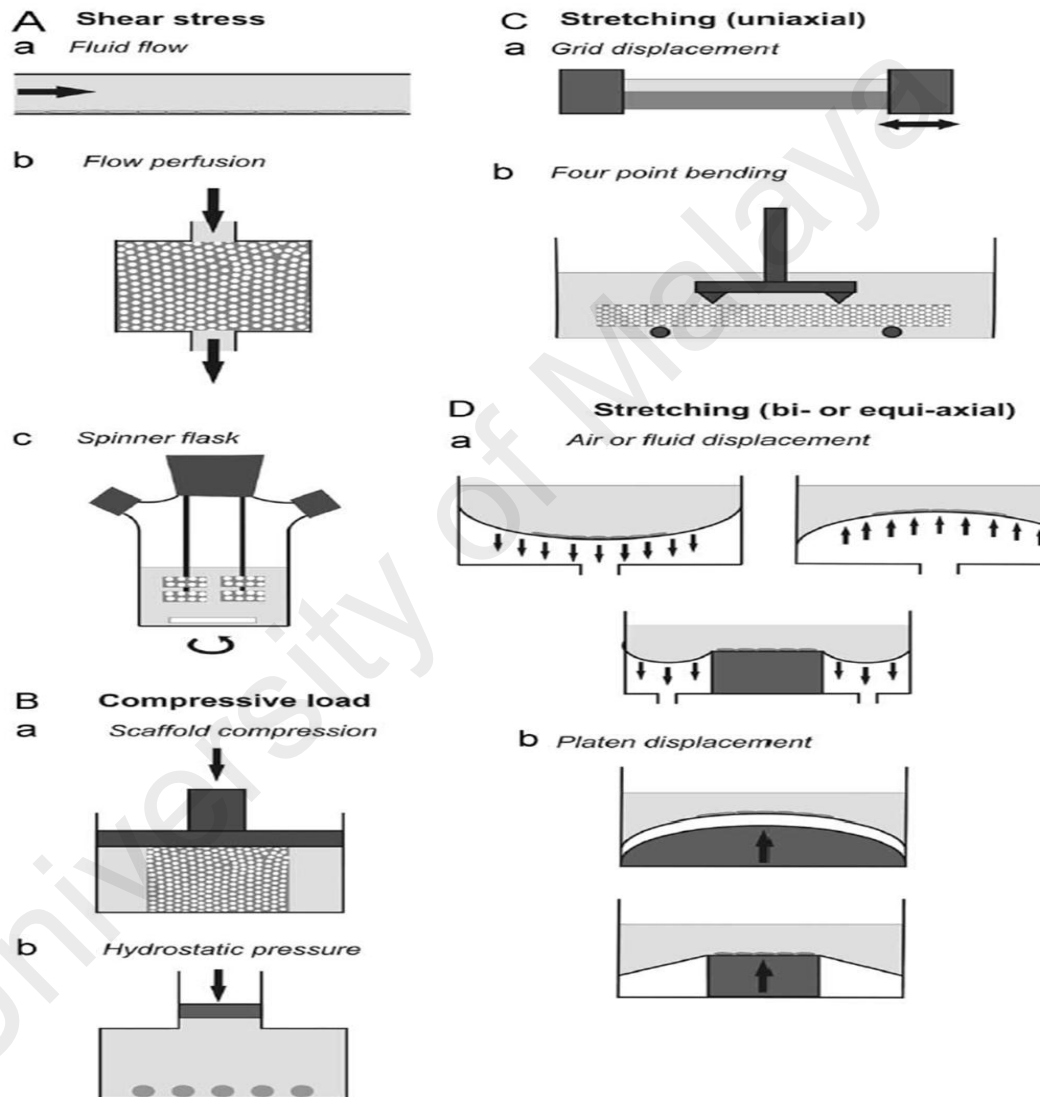 A Shear stress
a Fluid flow
b Flow perfusion
c Spinner flask
B Compressive load
a Scaffold compression
b Hydrostatic pressure
C Stretching (uniaxial)
a Grid displacement
b Four point bending
D Stretching (bi- or equi-axial)
a Air or fluid displacement
b Platen displacement
University of Malaya